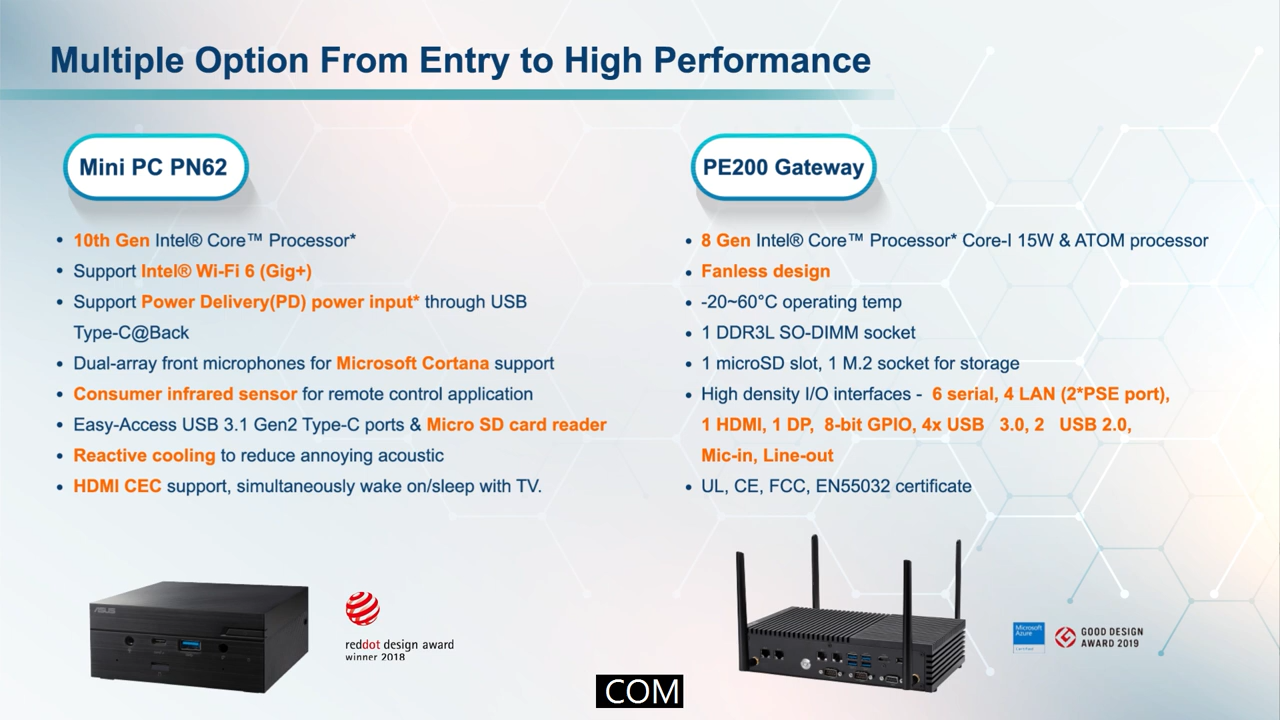 Multiple Option From Entry to High Performance
Mini PC PN62
• 10th Gen Intel® Core™ Processor*
• Support Intel® Wi-Fi 6 (Gig+)
• Support Power Delivery(PD) power input* through USB
Type-C@Back
• Dual-array front microphones for Microsoft Cortana support
• Consumer infrared sensor for remote control application
• Easy-Access USB 3.1 Gen2 Type-C ports & Micro SD card reader
• Reactive cooling to reduce annoying acoustic
• HDMI CEC support, simultaneously wake on/sleep with TV.
ASUS
reddot design award
winner 2018
PE200 Gateway
• 8 Gen Intel® Core™ Processor* Core-I 15W & ATOM processor
• Fanless design
• -20~60°C operating temp
• 1 DDR3L SO-DIMM socket
• 1 microSD slot, 1 M.2 socket for storage
• High density I/O interfaces - 6 serial, 4 LAN (2*PSE port),
1 HDMI, 1 DP, 8-bit GPIO, 4x USB 3.0, 2 USB 2.0,
Mic-in, Line-out
• UL, CE, FCC, EN55032 certificate
Microsoft
Azure
Certified
GOOD DESIGN
AWARD 2019
COM